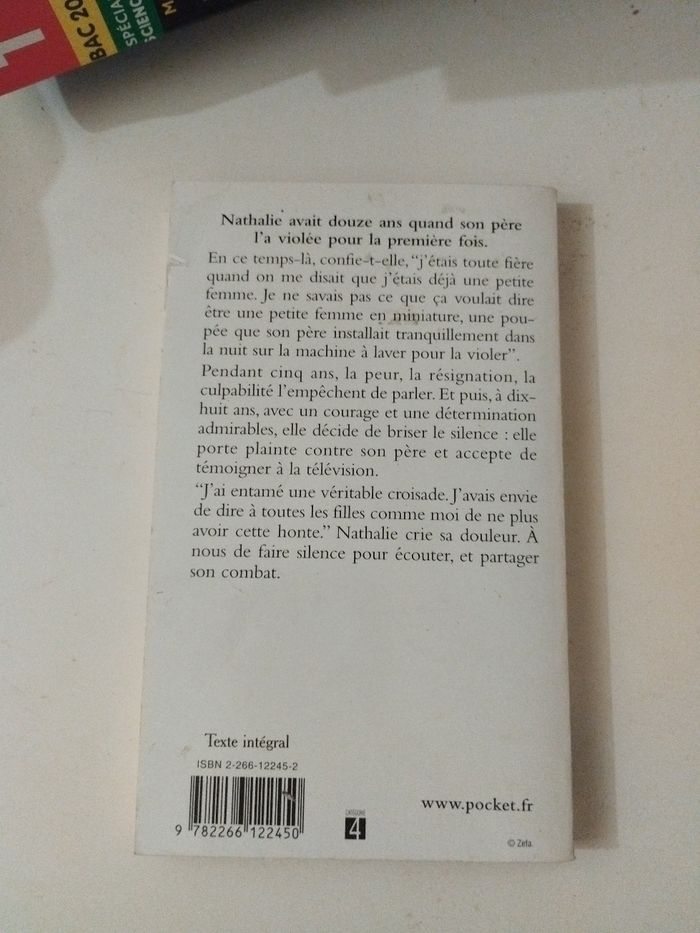 BAC 20
SPÉCIA
SCIENC
M
Nathalie avait douze ans quand son père
l'a violée pour la première fois.
En ce temps-là, confie-t-elle, "j'étais toute fière
quand on me disait que j'étais déjà une petite
femme. Je ne savais pas ce que ça voulait dire
être une petite femme en miniature, une pou-
pée que son père installait tranquillement dans
la nuit sur la machine à laver pour la violer".
Pendant cinq ans, la peur, la résignation, la
culpabilité l'empêchent de parler. Et puis, à dix-
huit ans, avec un courage et une détermination
admirables, elle décide de briser le silence : elle
porte plainte contre son père et accepte de
témoigner à la télévision.
"J'ai entamé une véritable croisade. J'avais envie
de dire à toutes les filles comme moi de ne plus
avoir cette honte." Nathalie crie sa douleur. À
nous de faire silence pour écouter, et partager
son combat.
Texte intégral
ISBN 2-266-12245-2
9 782266 122450
CATÉGORIE
4
www.pocket.fr
© Zefa.